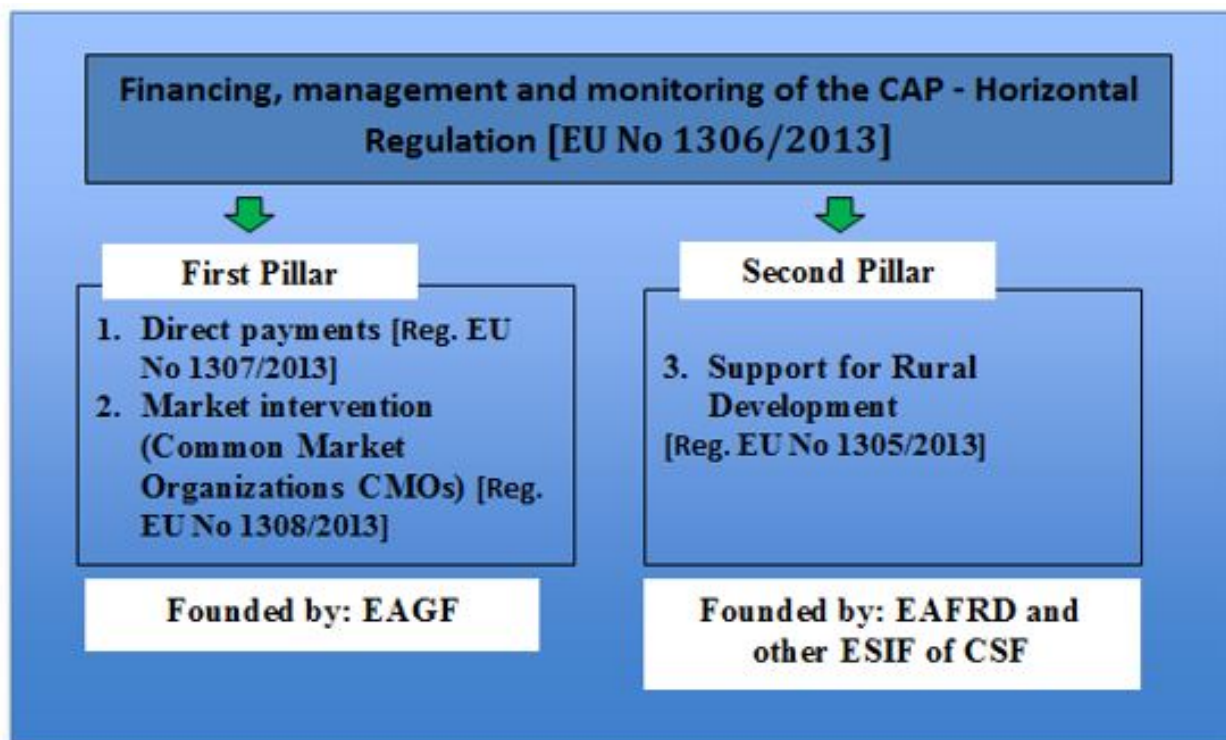 Financing, management and monitoring of the CAP - Horizontal
Regulation [EU No 1306/2013]
First Pillar
1. Direct payments [Reg. EU
No 1307/2013]
2. Market intervention
(Common Market
Organizations CMOs) [Reg.
EU No 1308/2013]
Founded by: EAGF
Second Pillar
3. Support for Rural
Development
[Reg. EU No 1305/2013]
Founded by: EAFRD and
other ESIF of CSF